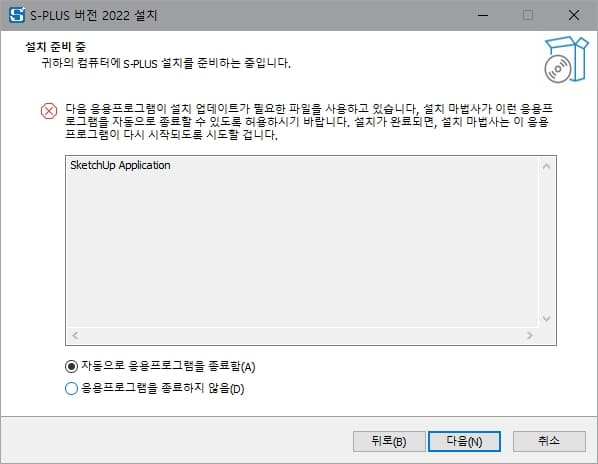 S-PLUS 버전 2022 설치
설치 준비 중
귀하의 컴퓨터에 S-PLUS 설치를 준비하는 중입니다.
다음 응용프로그램이 설치 업데이트가 필요한 파일을 사용하고 있습니다, 설치 마법사가 이런 응용프
로그램을 자동으로 종료할 수 있도록 허용하시기 바랍니다. 설치가 완료되면, 설치 마법사는 이 응용
프로그램이 다시 시작되도록 시도할 겁니다.
SketchUp Application
자동으로 응용프로그램을 종료함(A)
응용프로그램을 종료하지 않음(D)
뒤로(B) 다음(N) 취소